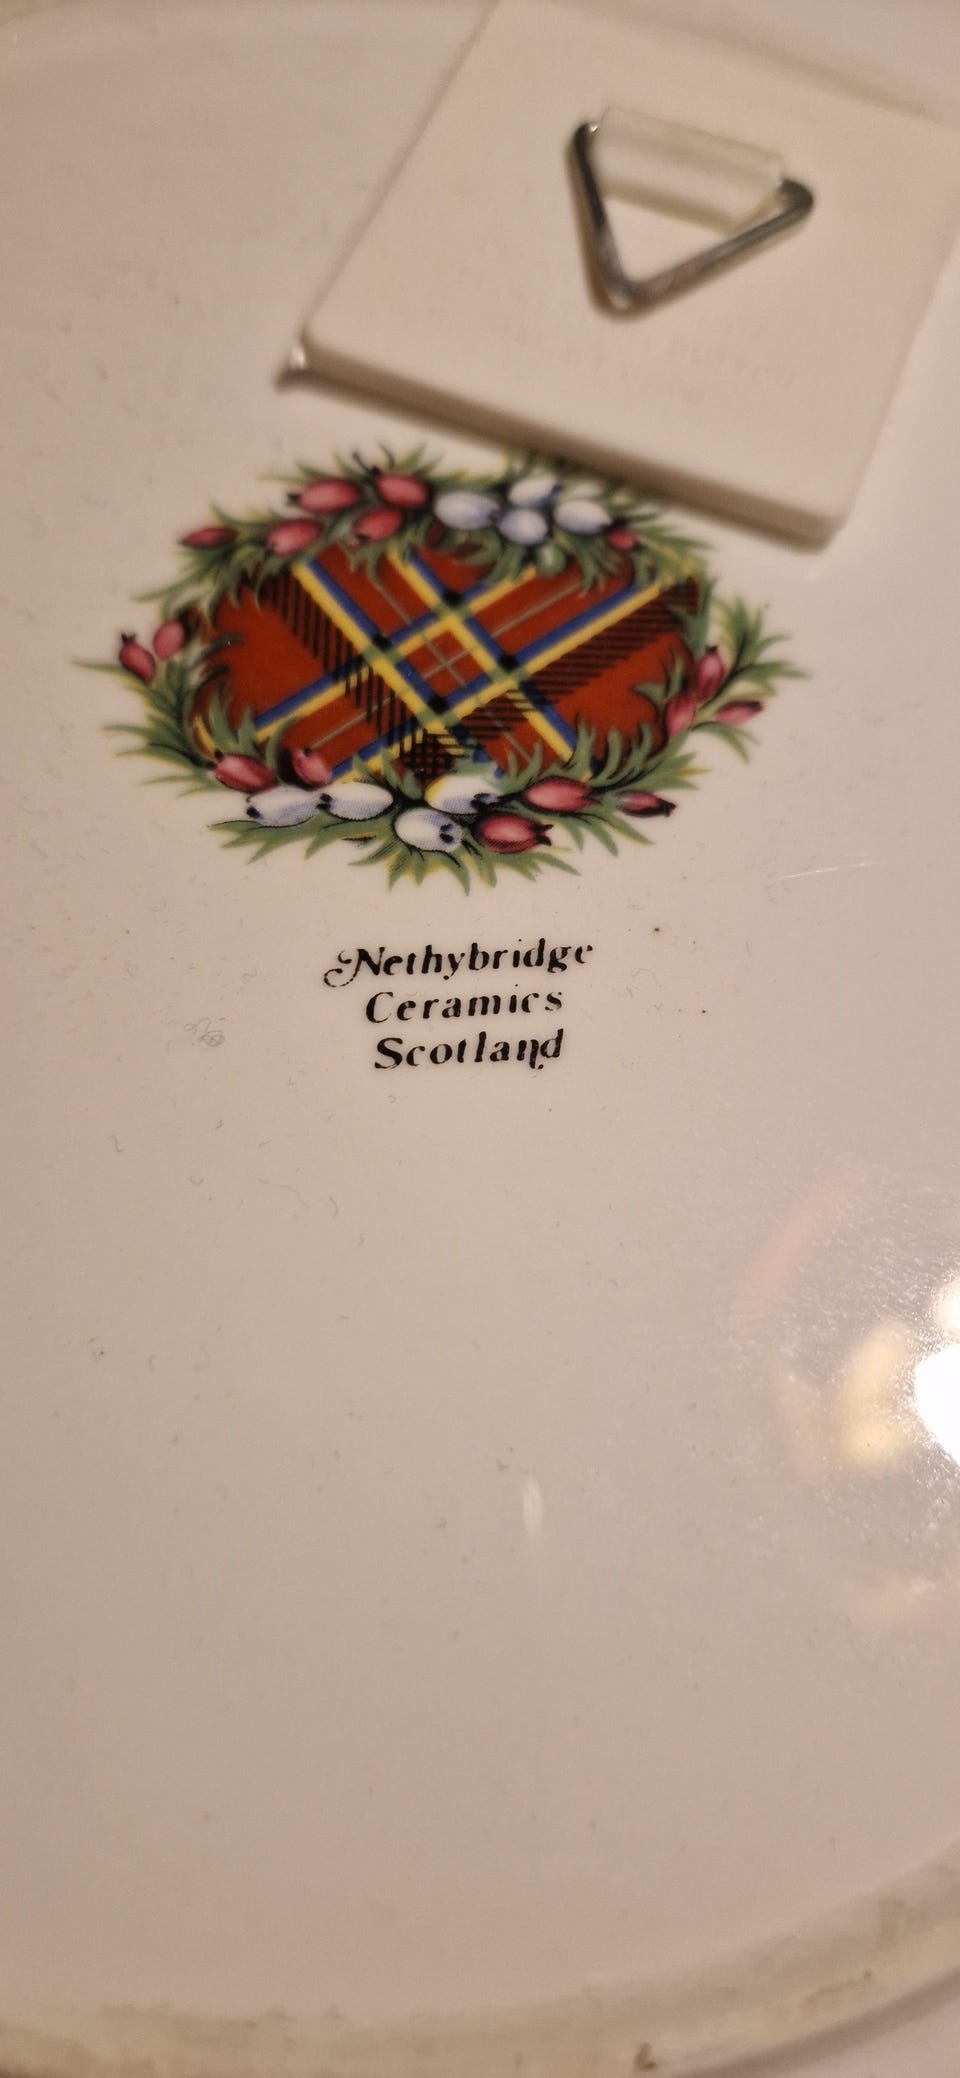 Nethybridge
Ceramics
Scotland